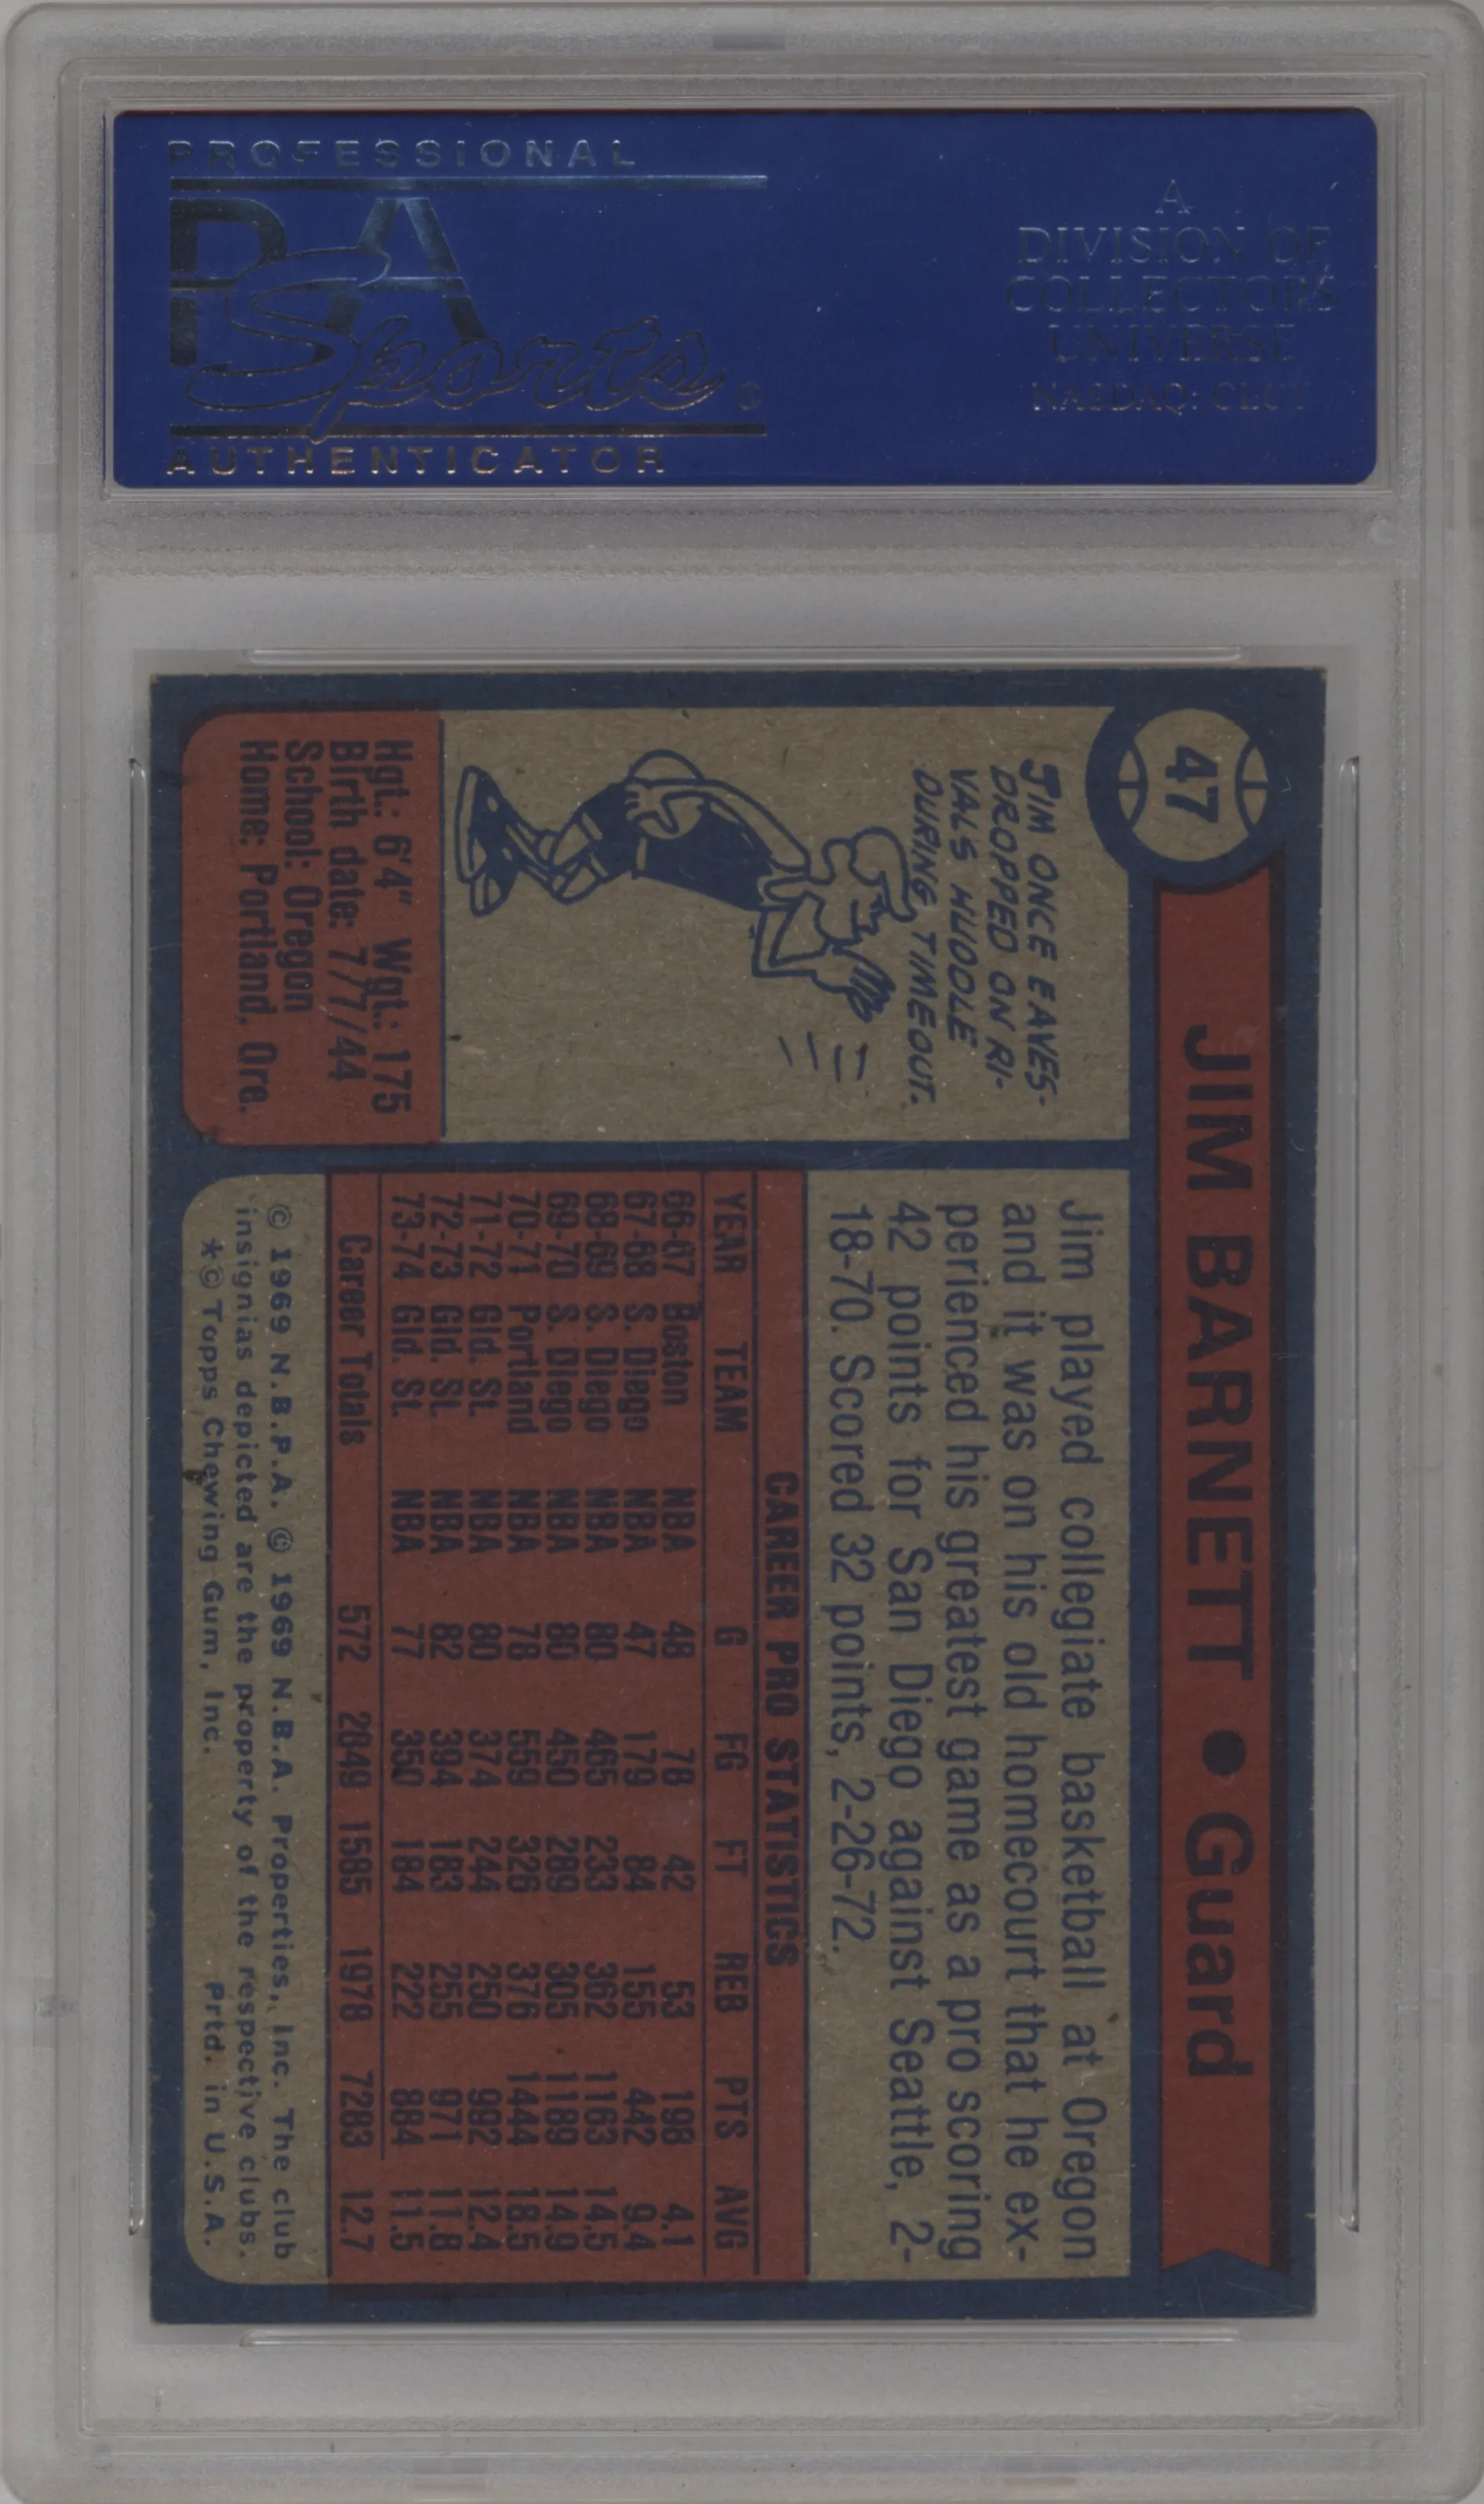 PROFESSIONAL
PSA
Sports®
AUTHENTICATOR
A
DIVISION OF
COLLECTORS
UNIVERSE
NASDAQ: CLCT
47
JIM BARNETT • Guard
JIM ONCE EAVES-
DROPPED ON RI-
VALS HUDDLE
DURING TIMEOUT.
Hgt.: 6'4" Wgt.: 175
Birth date: 7/7/44
School: Oregon
Home: Portland, Ore.
Jim played collegiate basketball at Oregon
and it was on his old homecourt that he ex-
perienced his greatest game as a pro scoring
42 points for San Diego against Seattle, 2-
18-70. Scored 32 points, 2-26-72.
CAREER PRO STATISTICS
YEAR TEAM G FG FT REB PTS AVG
66-67 Boston NBA 48 78 42 53 198 4.1
67-68 S. Diego NBA 47 179 84 155 442 9.4
68-69 S. Diego NBA 80 465 233 362 1163 14.5
69-70 S. Diego NBA 80 450 289 305 1189 14.9
70-71 Portland NBA 78 559 326 376 1444 18.5
71-72 Gld. St. NBA 80 374 244 250 992 12.4
72-73 Gld. St. NBA 82 394 183 255 971 11.8
73-74 Gld. St. NBA 77 350 184 222 884 11.5
Career Totals 572 2849 1585 1978 7283 12.7
© 1969 N.B.P.A. © 1969 N.B.A. Properties, Inc. The club
insignias depicted are the property of the respective clubs.
*© Topps Chewing Gum, Inc. Prtd. in U.S.A.